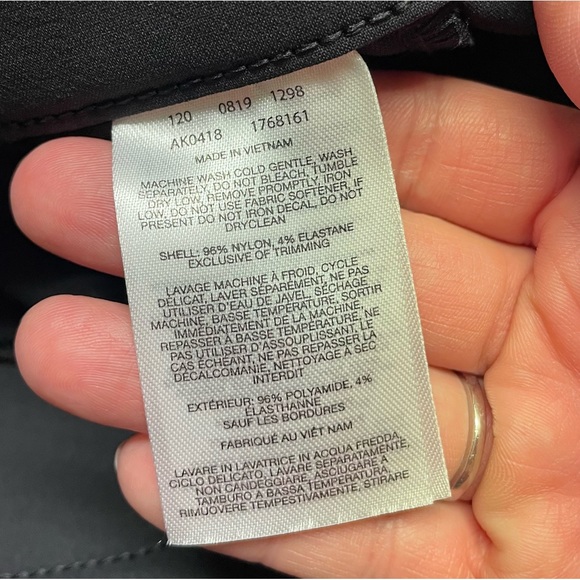 120 0819 1298
AK0418 1768161
MADE IN VIETNAM
MACHINE WASH COLD GENTLE, WASH
SEPARATELY, DO NOT BLEACH, TUMBLE
DRY LOW, REMOVE PROMPTLY, IRON
LOW, DO NOT USE FABRIC SOFTENER, IF
PRESENT DO NOT IRON DECAL, DO NOT
DRYCLEAN
SHELL: 96% NYLON, 4% ELASTANE
EXCLUSIVE OF TRIMMING
LAVAGE MACHINE À FROID, CYCLE
DÉLICAT, LAVER SÉPARÉMENT, NE PAS
UTILISER D'EAU DE JAVEL, SÉCHAGE
MACHINE, BASSE TEMPÉRATURE, SORTIR
IMMÉDIATEMENT DE LA MACHINE,
REPASSER À BASSE TEMPÉRATURE, NE
PAS UTILISER D'ASSOUPLISSANT, LE
CAS ÉCHÉANT, NE PAS REPASSER LA
DÉCALCOMANIE, NETTOYAGE À SEC
INTERDIT
EXTÉRIEUR: 96% POLYAMIDE, 4%
ÉLASTHANNE
SAUF LES BORDURES
FABRIQUÉ AU VIÊT NAM
LAVARE IN LAVATRICE IN ACQUA FREDDA,
CICLO DELICATO, LAVARE SEPARATAMENTE,
NON CANDEGGIARE, ASCIUGARE A
TAMBURO A BASSA TEMPERATURA,
RIMUOVERE TEMPESTIVAMENTE, STIRARE